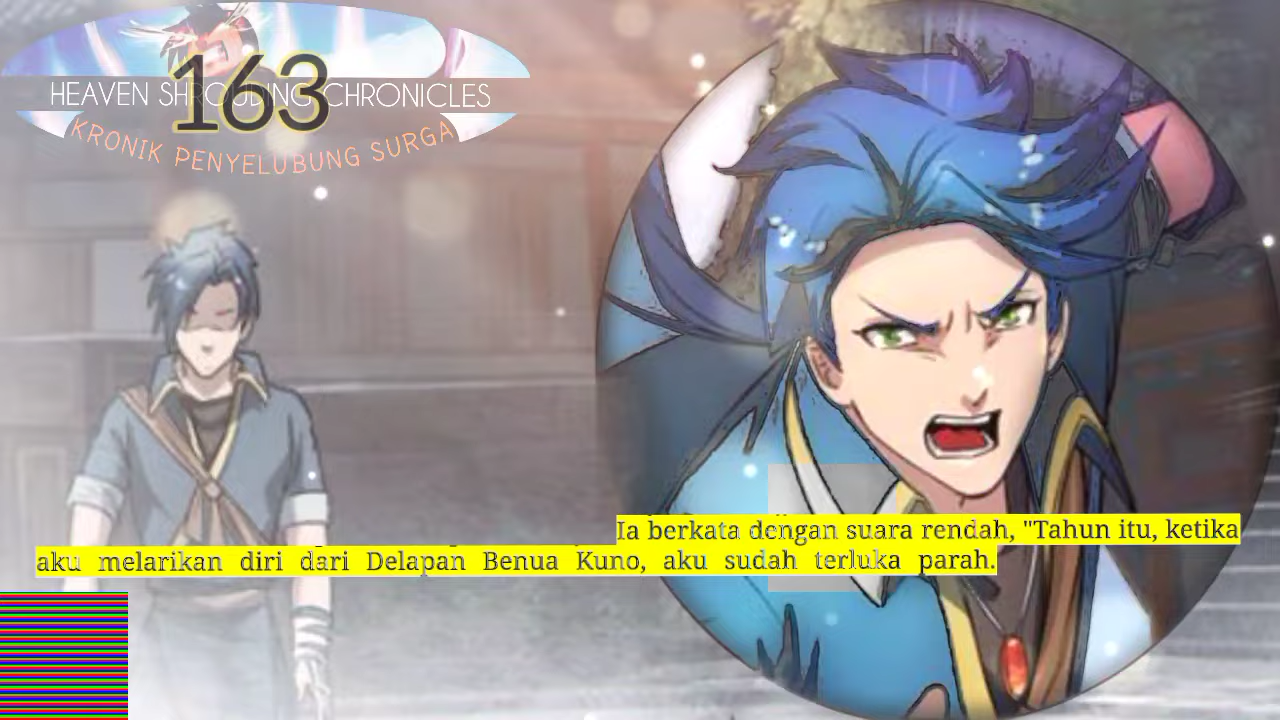 163
HEAVEN SHROUDING CHRONICLES
KRONIK PENYELUBUNG SURGA
Ia berkata dengan suara rendah, "Tahun itu, ketika
aku melarikan diri dari Delapan Benua Kuno, aku sudah terluka parah.